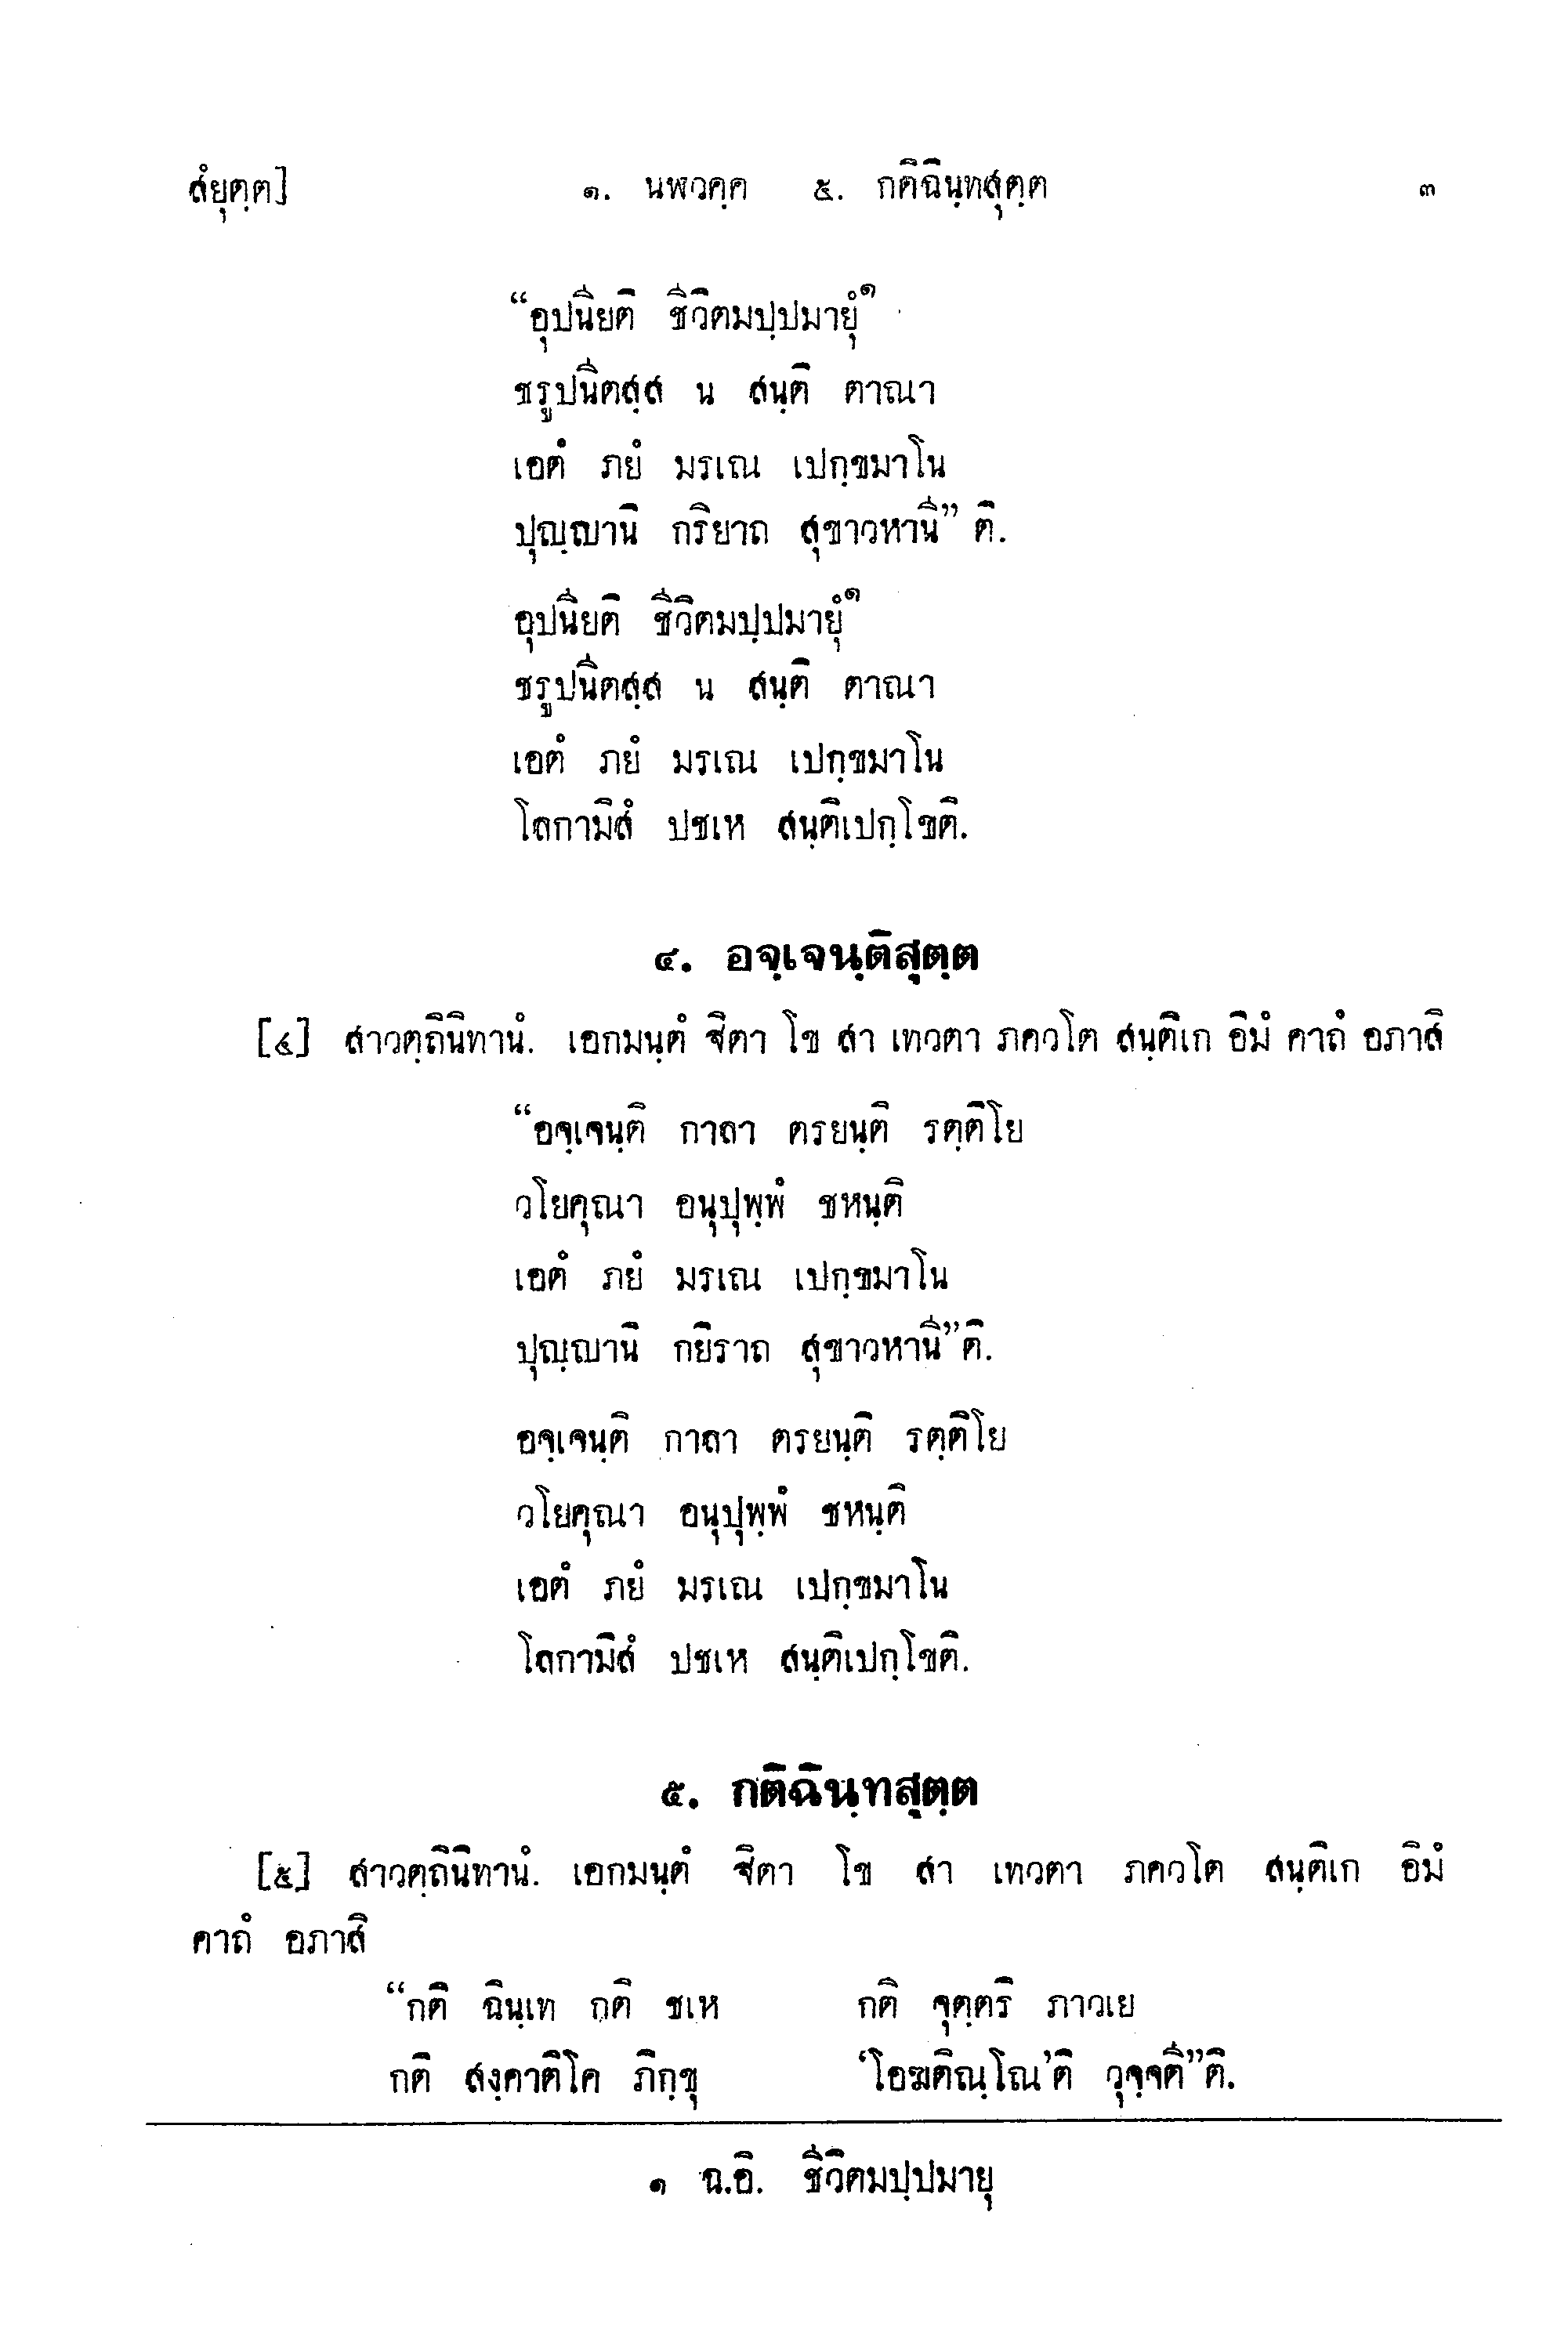 สํยุตฺต] ๑. นฬวคฺค ๕. กติฉินฺทสุตฺต ๓
“อุปนียติ ชีวิตมปฺปมายุํ๑
ชรูปนีตสฺส น สนฺติ ตาณา
เอตํ ภยํ มรเณ เปกฺขมาโน
ปุญฺญานิ กริยาถ สุขาวหานี” ติ.
อุปนียติ ชีวิตมปฺปมายุํ๑
ชรูปนีตสฺส น สนฺติ ตาณา
เอตํ ภยํ มรเณ เปกฺขมาโน
โลกามิสํ ปชเห สนฺติเปกฺโขติ.
๔. อจฺเจนฺติสุตฺต
[๔] สาวตฺถินิทานํ. เอกมนฺตํ ฐิตา โข สา เทวตา ภควโต สนฺติเก อิมํ คาถํ อภาสิ
“อจฺเจนฺติ กาลา ตรยนฺติ รตฺติโย
วโยคุณา อนุปุพฺพํ ชหนฺติ
เอตํ ภยํ มรเณ เปกฺขมาโน
ปุญฺญานิ กยิราถ สุขาวหานี”ติ.
อจฺเจนฺติ กาลา ตรยนฺติ รตฺติโย
วโยคุณา อนุปุพฺพํ ชหนฺติ
เอตํ ภยํ มรเณ เปกฺขมาโน
โลกามิสํ ปชเห สนฺติเปกฺโขติ.
๕. กติฉินฺทสุตฺต
[๕] สาวตฺถินิทานํ. เอกมนฺตํ ฐิตา โข สา เทวตา ภควโต สนฺติเก อิมํ
คาถํ อภาสิ
“กติ ฉินฺเท กติ ชเห กติ จุตฺตริ ภาวเย
กติ สงฺคาติโค ภิกฺขุ ‘โอฆติณฺโณ’ติ วุจฺจตี”ติ.
๑ ฉ.อิ. ชีวิตมปฺปมายุ